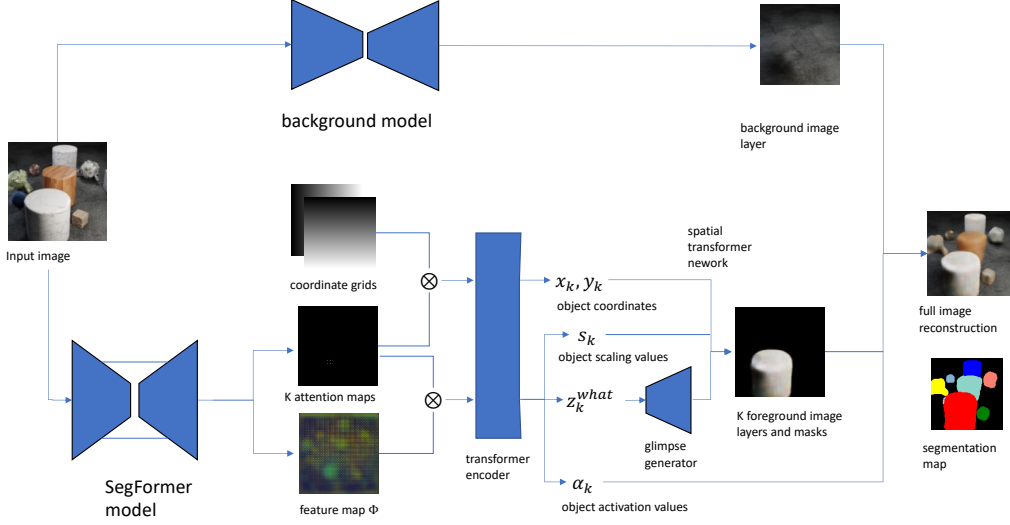 background model
background image
layer
Input image
coordinate grids
⊗
spatial
transformer
nework
x_k, y_k
object coordinates
full image
reconstruction
s_k
object scaling values
K attention maps
⊗
z_k^what
K foreground image
layers and masks
glimpse
generator
transformer
encoder
segmentation
map
SegFormer
model
feature map Φ
α_k
object activation values